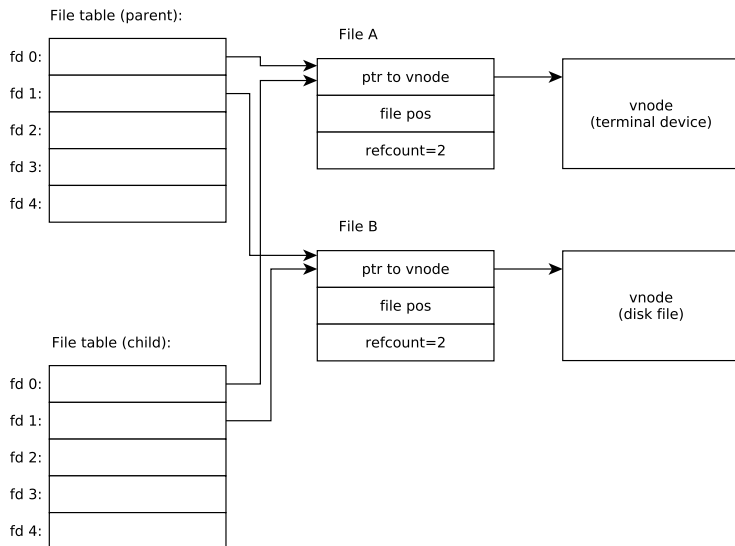 File table (parent):
fd 0:
fd 1:
fd 2:
fd 3:
fd 4:
File A
ptr to vnode
file pos
refcount=2
vnode
(terminal device)
File B
ptr to vnode
file pos
refcount=2
vnode
(disk file)
File table (child):
fd 0:
fd 1:
fd 2:
fd 3:
fd 4: